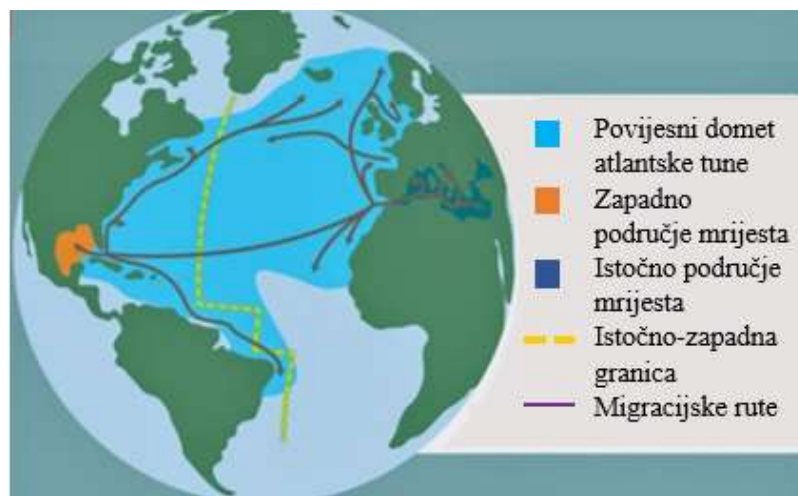 Povijesni domet
atlantske tune
Zapadno
područje mrijesta
Istočno područje
mrijesta
Istočno-zapadna
granica
Migracijske rute